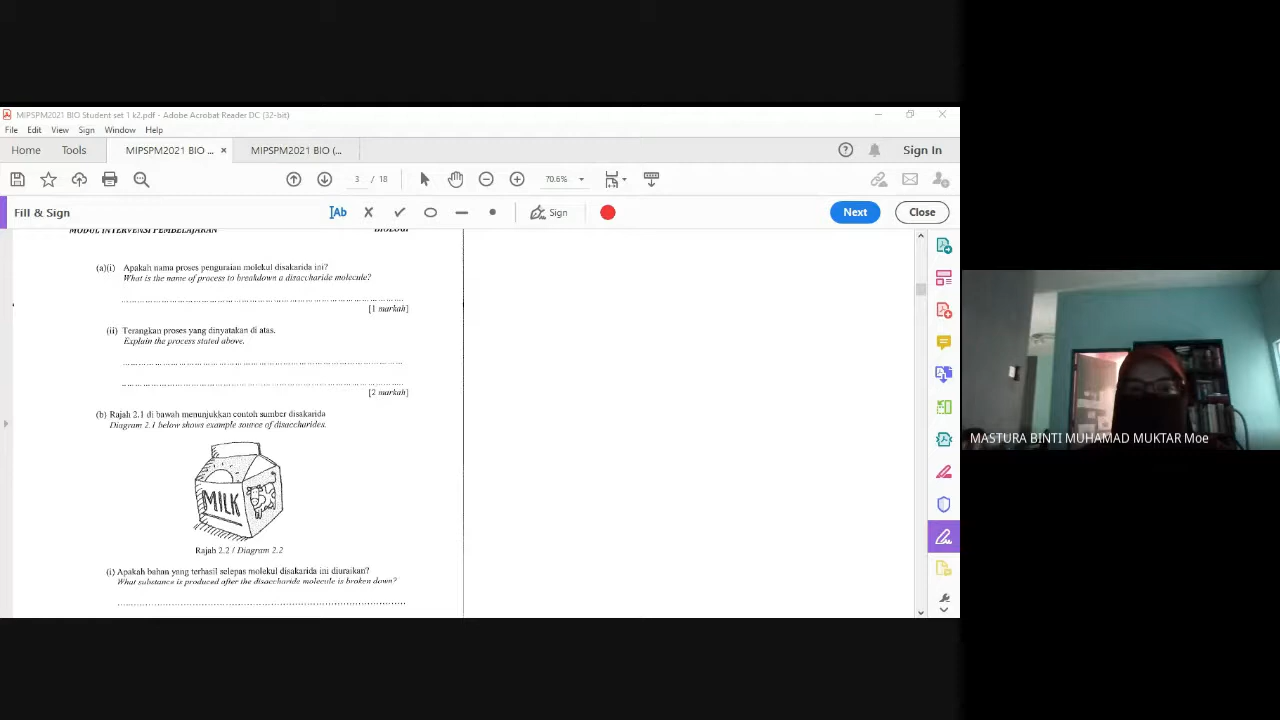 MIPSPM2021 BIO Student set 1 k2.pdf - Adobe Acrobat Reader DC (32-bit)
File Edit View Sign Window Help
Home Tools MIPSPM2021 BIO ... × MIPSPM2021 BIO (... Sign In
3 / 18 70.6%
Fill & Sign Ab Sign Next Close
MODUL INTERVENSI PEMBELAJARAN BIOLOGI
(a)(i) Apakah nama proses penguraian molekul disakarida ini?
What is the name of process to breakdown a disaccharide molecule?
[1 markah]
(ii) Terangkan proses yang dinyatakan di atas.
Explain the process stated above.
[2 markah]
(b) Rajah 2.1 di bawah menunjukkan contoh sumber disakarida
Diagram 2.1 below shows example source of disaccharides.
MILK
Rajah 2.2 / Diagram 2.2
(i) Apakah bahan yang terhasil selepas molekul disakarida ini diuraikan?
What substance is produced after the disaccharide molecule is broken down?
MASTURA BINTI MUHAMAD MUKTAR Moe